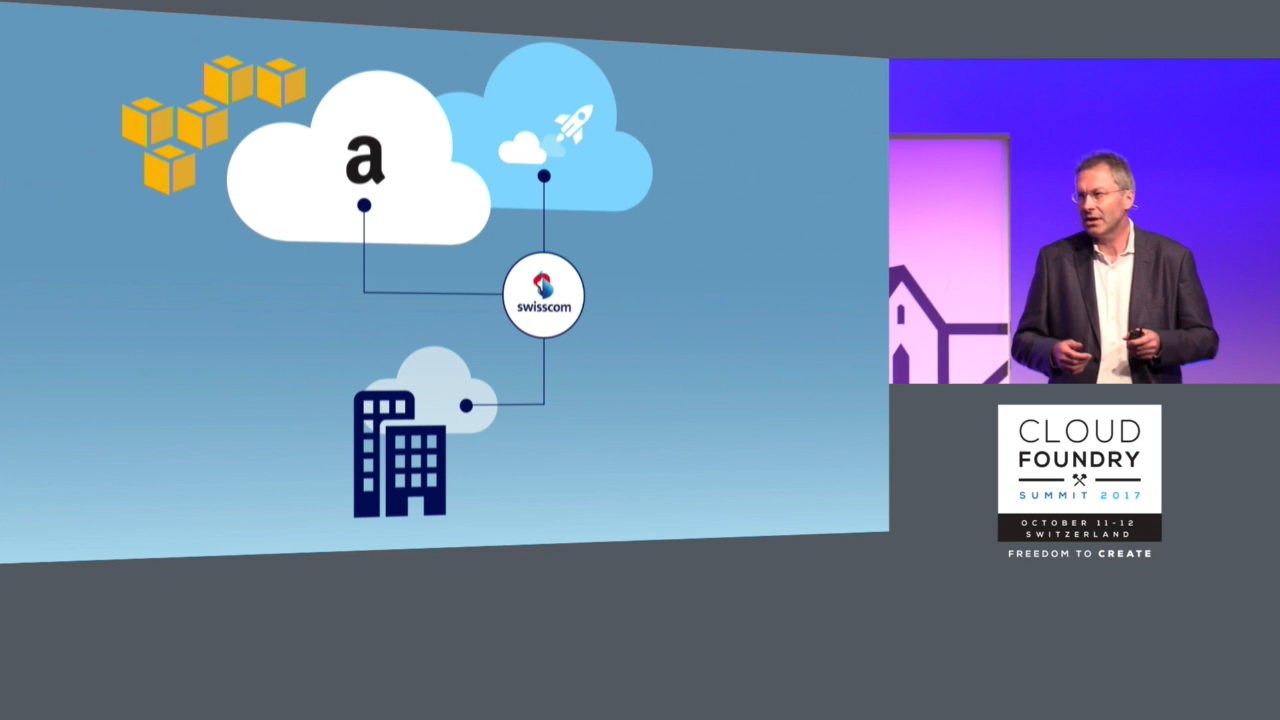 a
swisscom
CLOUD
FOUNDRY
SUMMIT 2017
OCTOBER 11-12
SWITZERLAND
FREEDOM TO CREATE